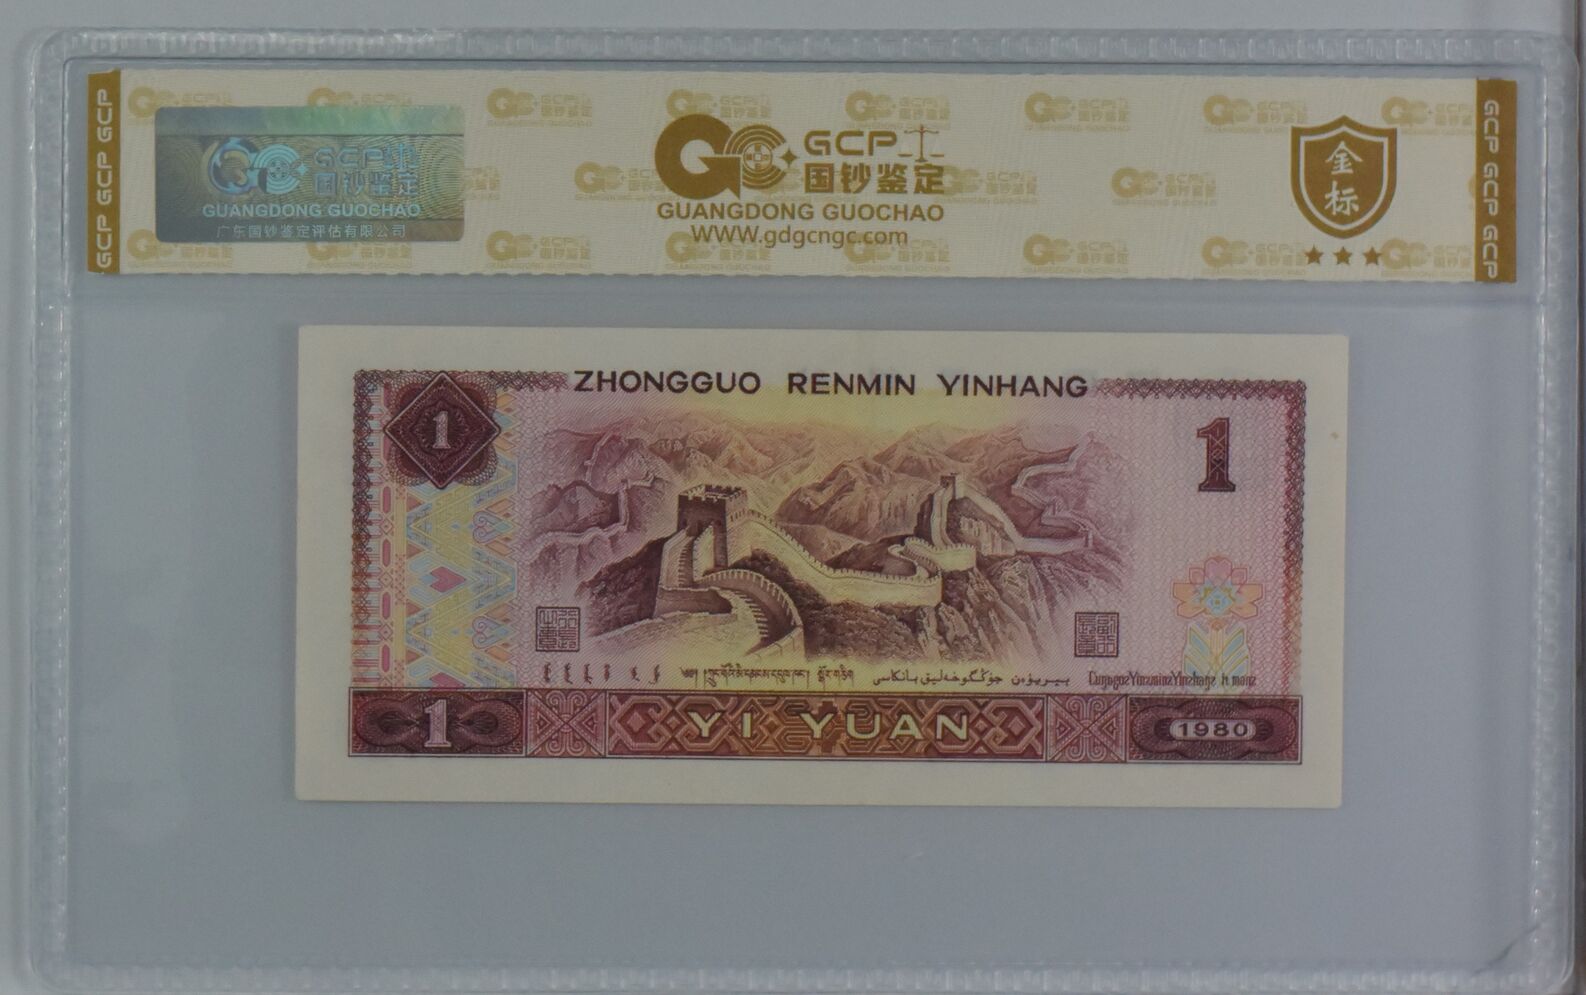 GCP GCP GCP
GCP
国钞鉴定
GUANGDONG GUOCHAO
广东国钞鉴定评估有限公司
GCP
国钞鉴定
GUANGDONG GUOCHAO
WWW.gdgcngc.com
金标
GCP GCP GCP
ZHONGGUO RENMIN YINHANG
1
1
1
YI YUAN
1980